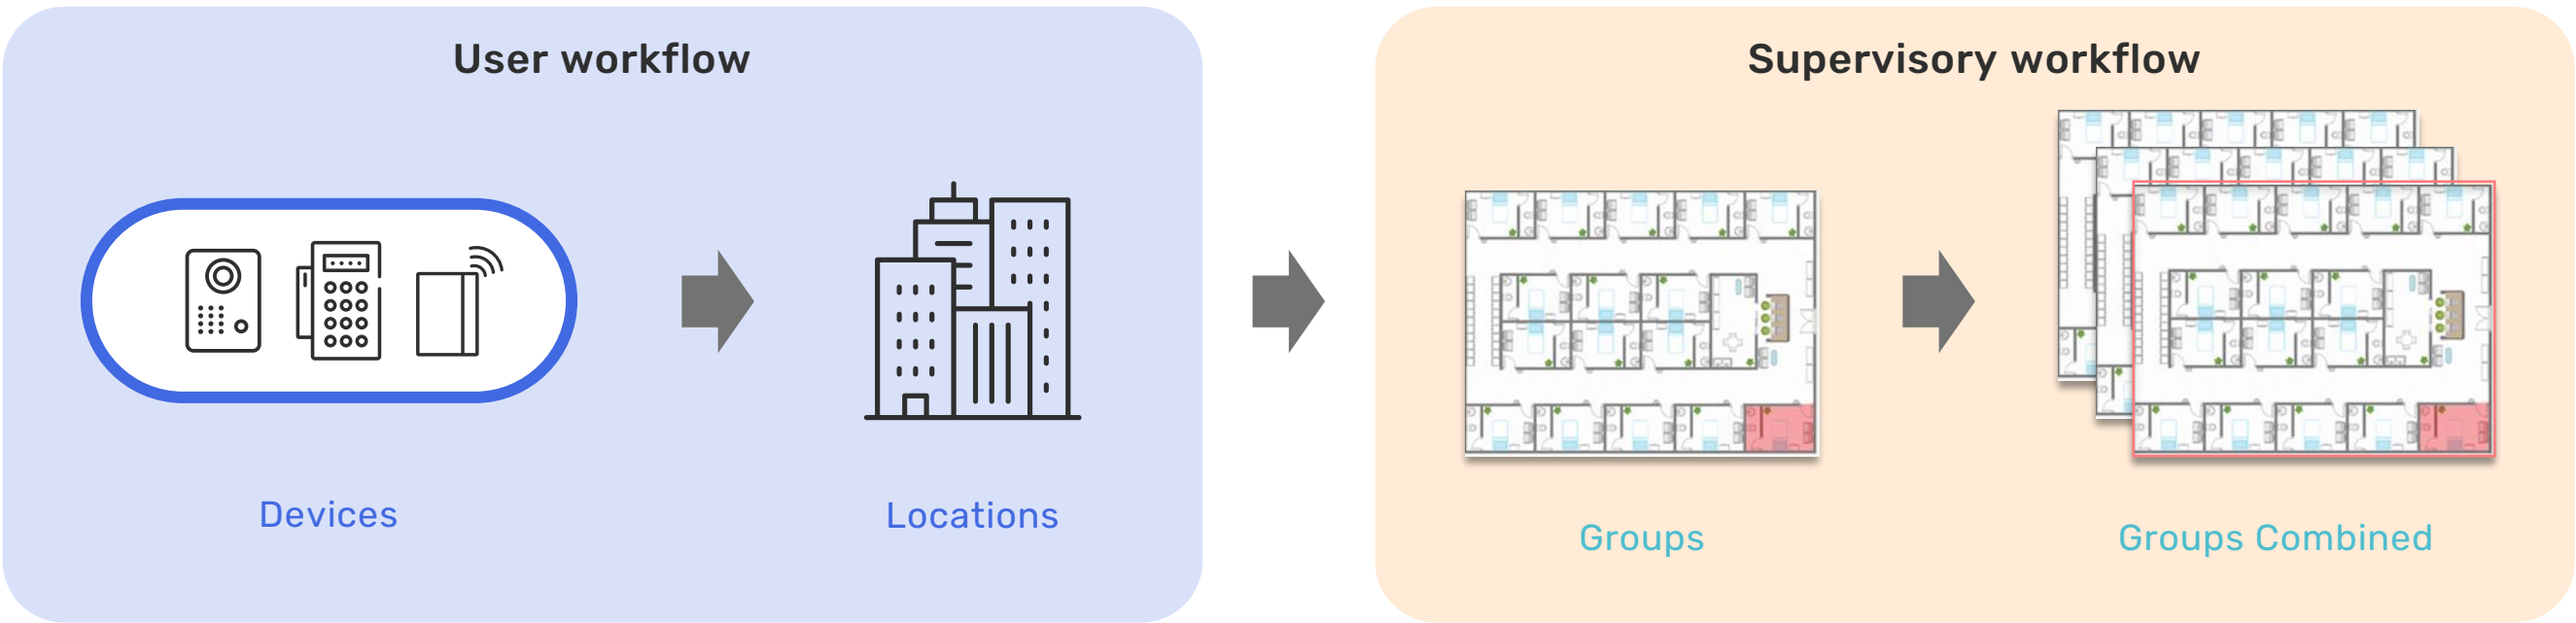 User workflow
Supervisory workflow
Devices
Locations
Groups
Groups Combined